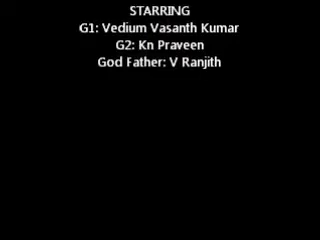 STARRING
G1: Vedium Vasanth Kumar
G2: Kn Praveen
God Father: V Ranjith